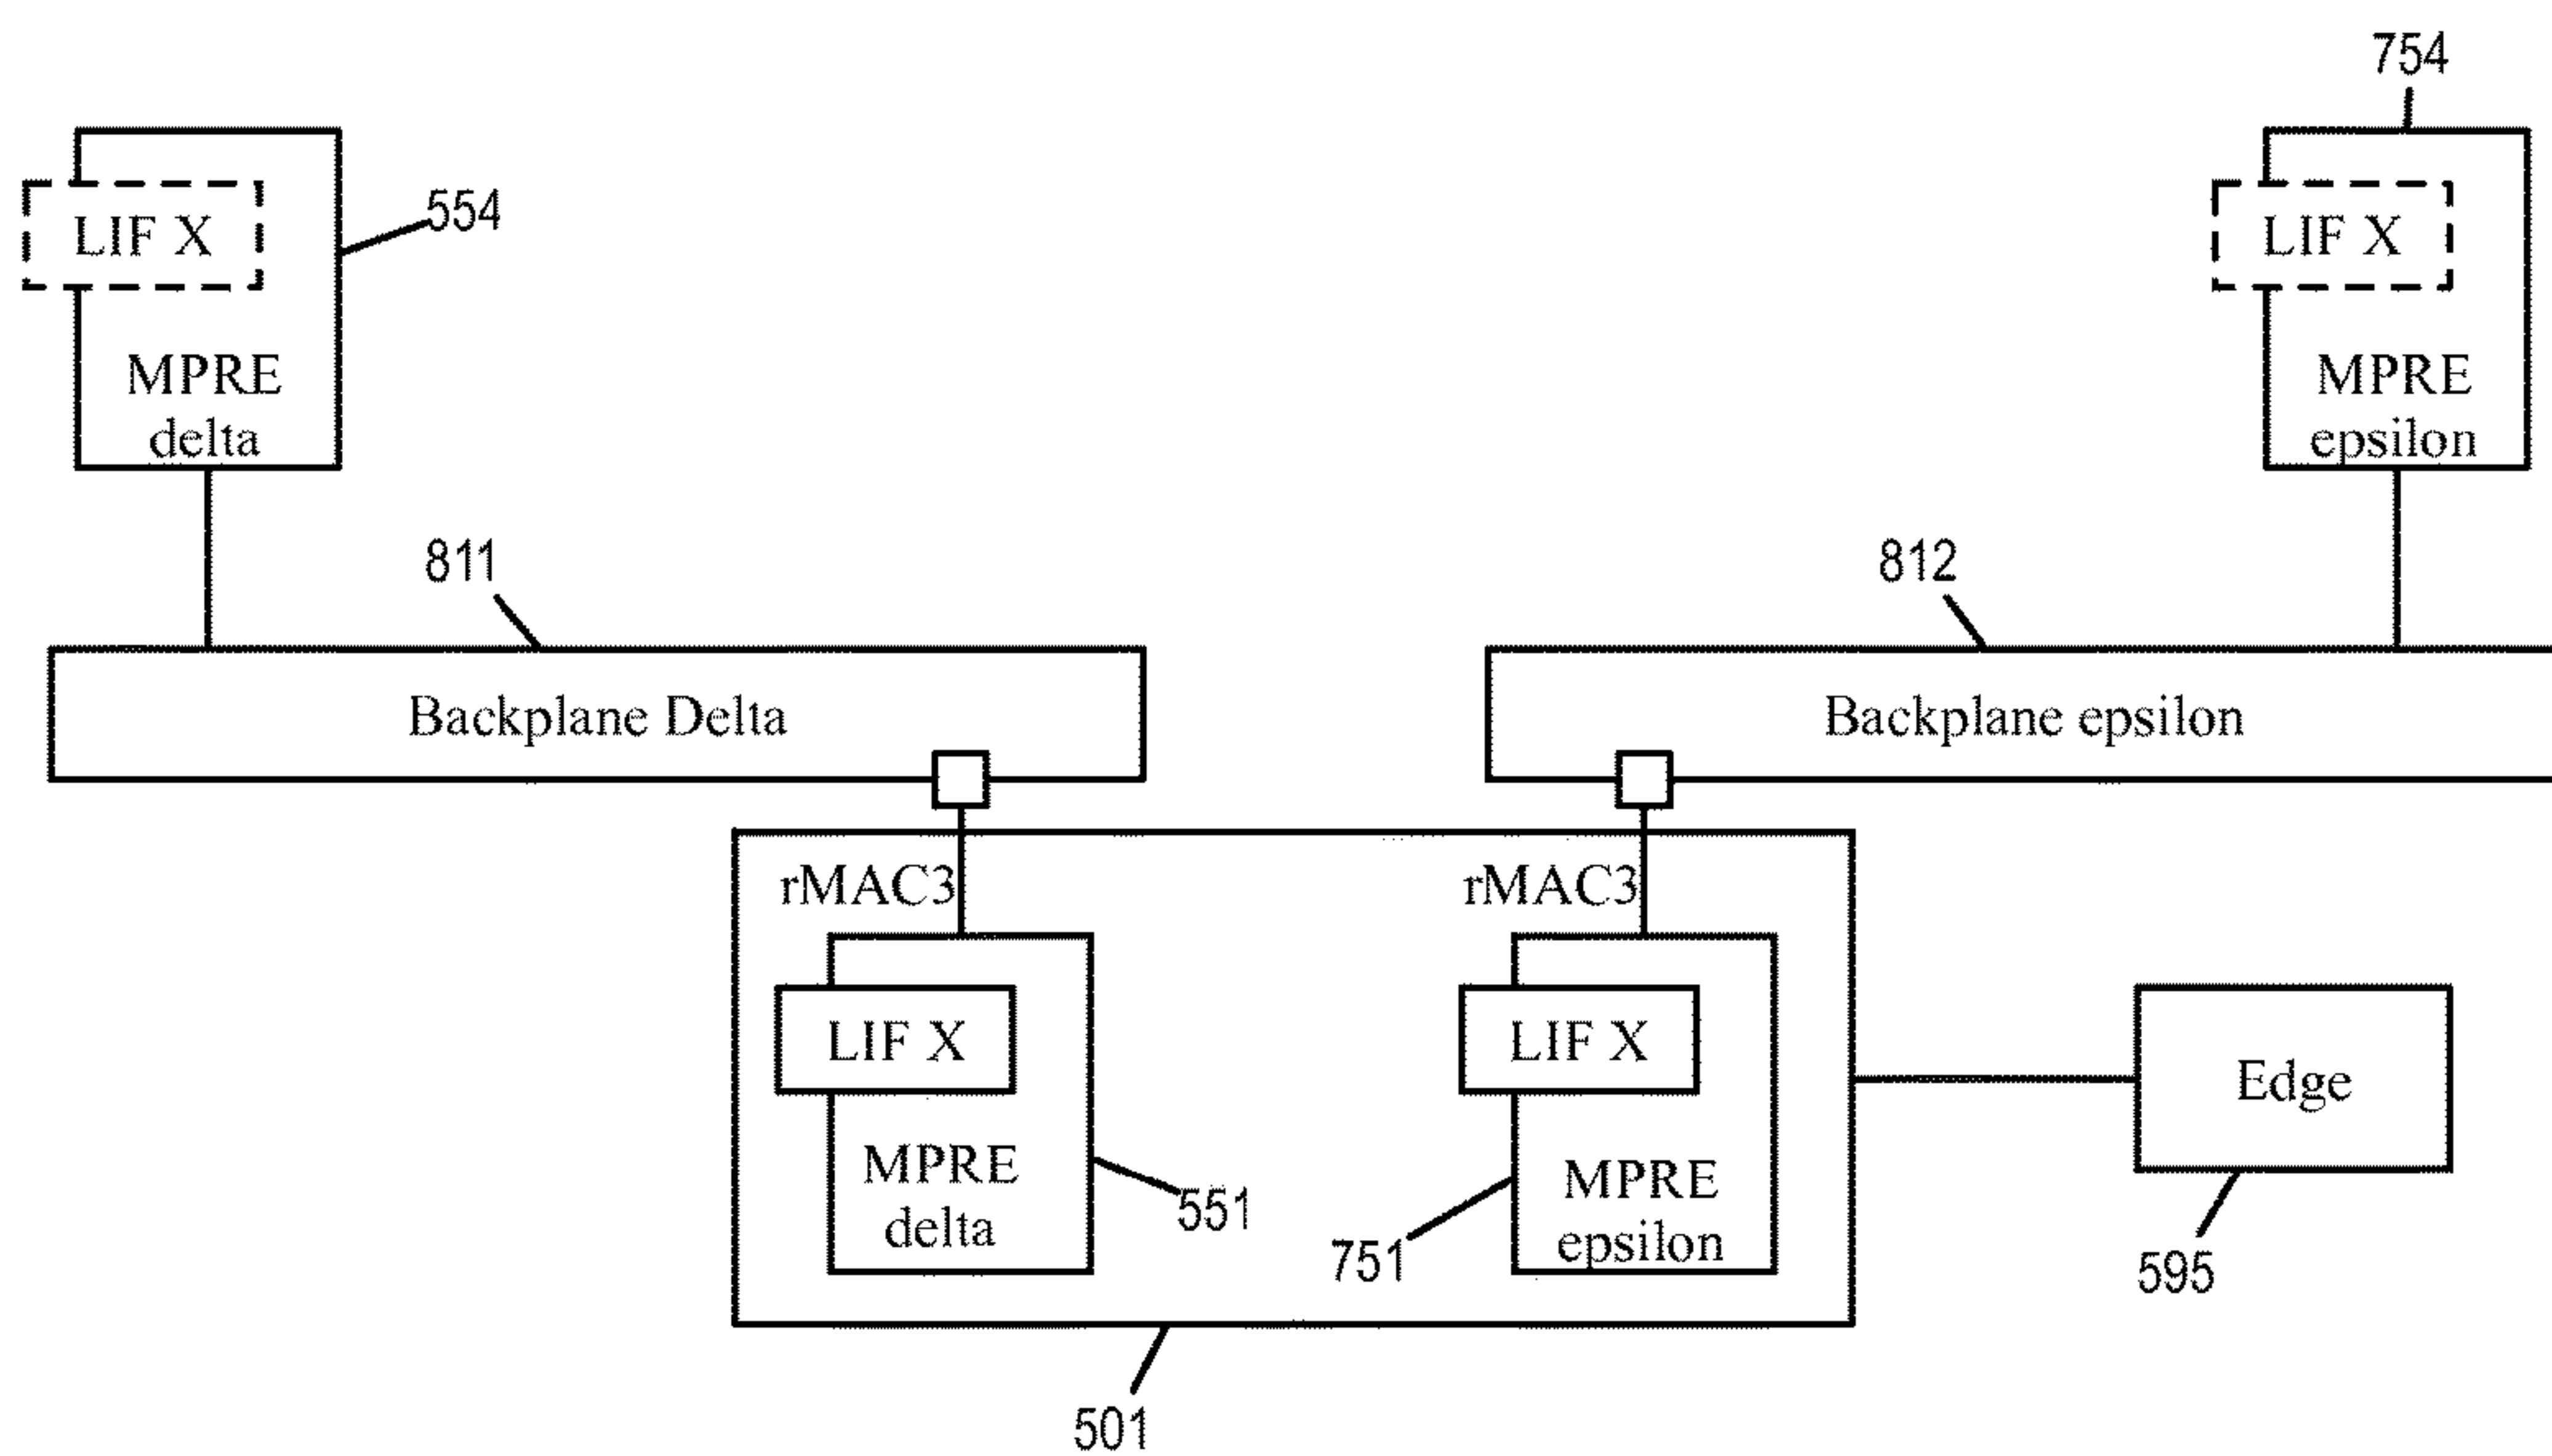 754
554
LIF X
LIF X
MPRE
delta
MPRE
epsilon
811
812
Backplane Delta
Backplane epsilon
rMAC3
rMAC3
LIF X
LIF X
Edge
MPRE
delta
MPRE
epsilon
551
751
595
501